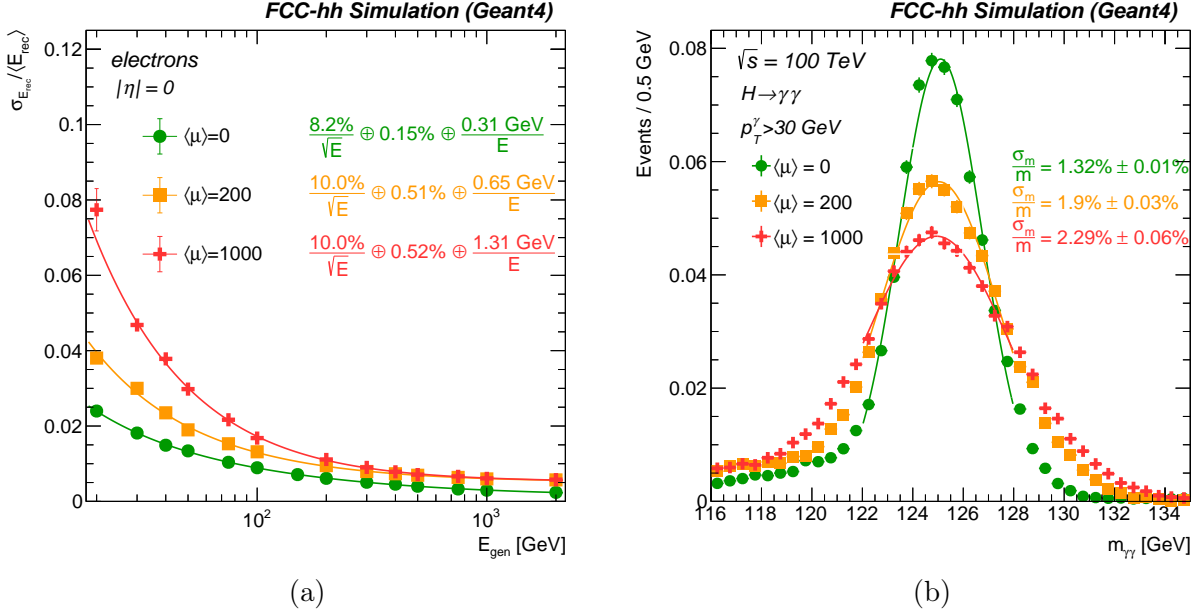 FCC-hh Simulation (Geant4)
σ_{E_rec}/⟨E_rec⟩
0.12
0.1
0.08
0.06
0.04
0.02
0
electrons
|η| = 0
⟨μ⟩=0
8.2%/√E ⊕ 0.15% ⊕ 0.31 GeV/E
⟨μ⟩=200
10.0%/√E ⊕ 0.51% ⊕ 0.65 GeV/E
⟨μ⟩=1000
10.0%/√E ⊕ 0.52% ⊕ 1.31 GeV/E
10² 10³
E_gen [GeV]
(a)
FCC-hh Simulation (Geant4)
Events / 0.5 GeV
0.08
0.06
0.04
0.02
0
√s = 100 TeV
H→γγ
p_T^γ>30 GeV
⟨μ⟩ = 0
σ_m/m = 1.32% ± 0.01%
⟨μ⟩ = 200
σ_m/m = 1.9% ± 0.03%
⟨μ⟩ = 1000
σ_m/m = 2.29% ± 0.06%
116 118 120 122 124 126 128 130 132 134
m_γγ [GeV]
(b)